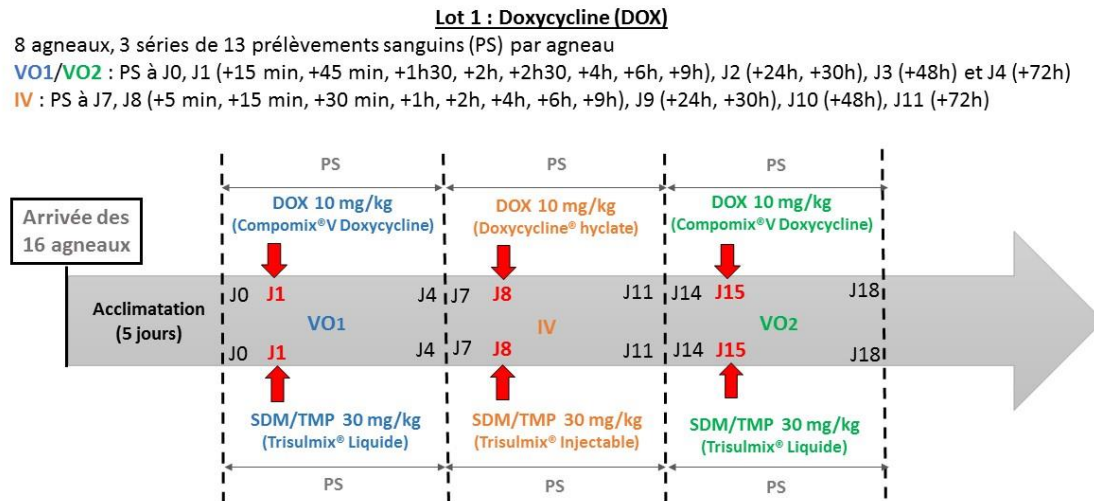 Lot 1 : Doxycycline (DOX)
8 agneaux, 3 séries de 13 prélèvements sanguins (PS) par agneau
VO1/VO2 : PS à J0, J1 (+15 min, +45 min, +1h30, +2h, +2h30, +4h, +6h, +9h), J2 (+24h, +30h), J3 (+48h) et J4 (+72h)
IV : PS à J7, J8 (+5 min, +15 min, +30 min, +1h, +2h, +4h, +6h, +9h), J9 (+24h, +30h), J10 (+48h), J11 (+72h)
PS PS PS
Arrivée des
16 agneaux
DOX 10 mg/kg
(Compomix®V Doxycycline)
DOX 10 mg/kg
(Doxycycline® hyclate)
DOX 10 mg/kg
(Compomix®V Doxycycline)
Acclimatation
(5 jours)
J0 J1 J4 J7 J8 J11 J14 J15 J18
VO1 IV VO2
J0 J1 J4 J7 J8 J11 J14 J15 J18
SDM/TMP 30 mg/kg
(Trisulmix® Liquide)
SDM/TMP 30 mg/kg
(Trisulmix® Injectable)
SDM/TMP 30 mg/kg
(Trisulmix® Liquide)
PS PS PS